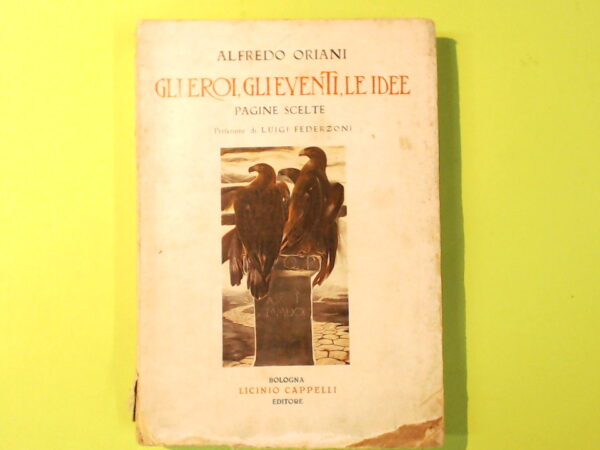 ALFREDO ORIANI
GLI EROI, GLI EVENTI, LE IDEE
PAGINE SCELTE
Prefazione di LUIGI FEDERZONI
BOLOGNA
LICINIO CAPPELLI
EDITORE